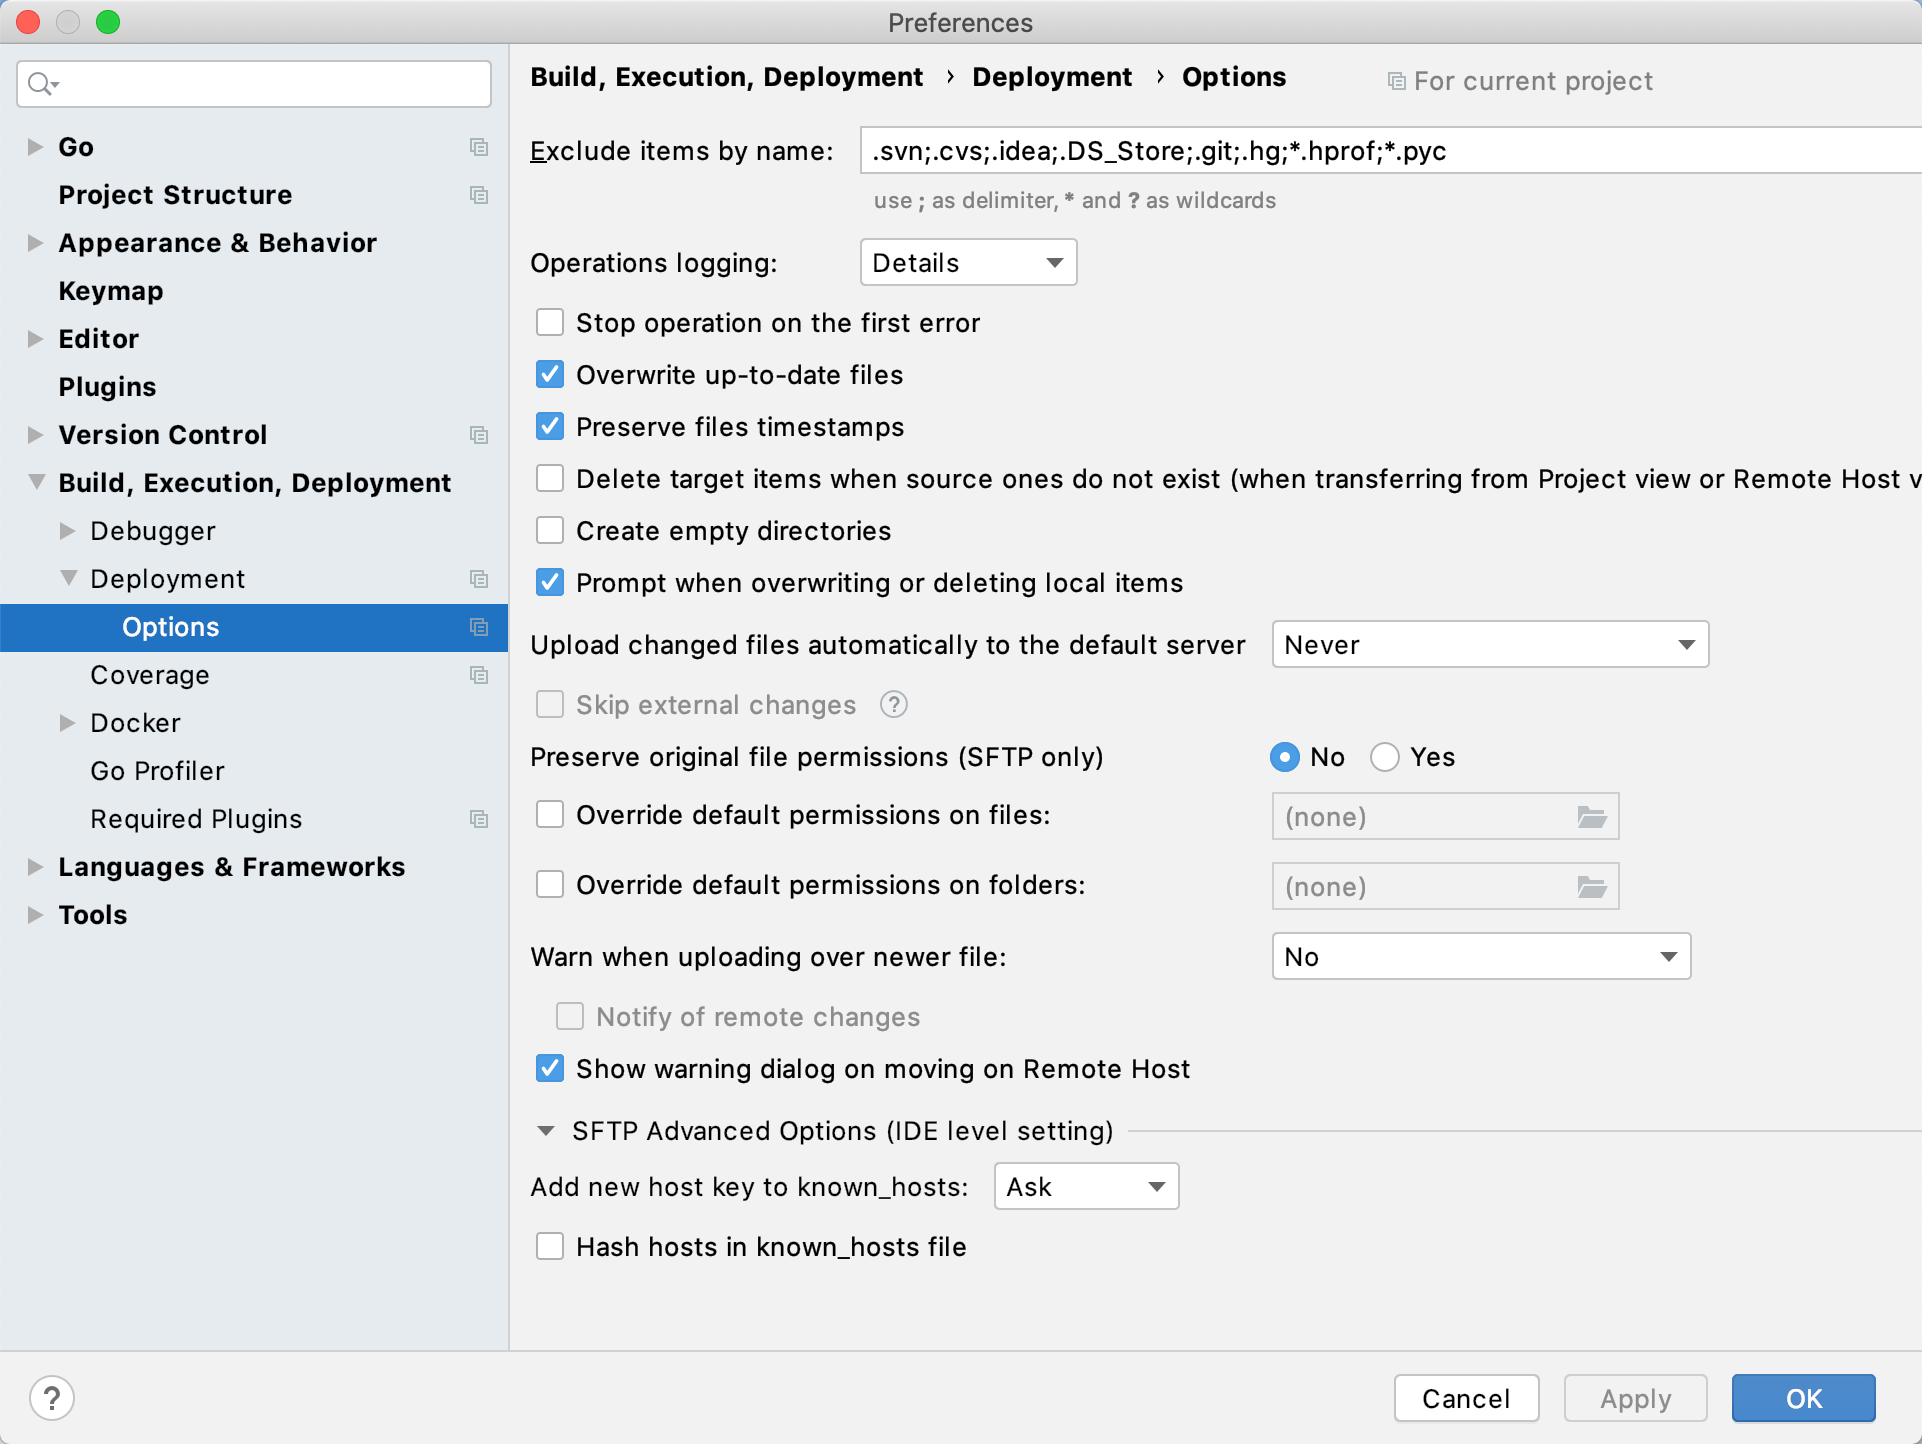 Preferences
Go
Project Structure
Appearance & Behavior
Keymap
Editor
Plugins
Version Control
Build, Execution, Deployment
Debugger
Deployment
Options
Coverage
Docker
Go Profiler
Required Plugins
Languages & Frameworks
Tools
Build, Execution, Deployment › Deployment › Options For current project
Exclude items by name: .svn;.cvs;.idea;.DS_Store;.git;.hg;*.hprof;*.pyc
use ; as delimiter, * and ? as wildcards
Operations logging: Details
Stop operation on the first error
Overwrite up-to-date files
Preserve files timestamps
Delete target items when source ones do not exist (when transferring from Project view or Remote Host v
Create empty directories
Prompt when overwriting or deleting local items
Upload changed files automatically to the default server Never
Skip external changes ?
Preserve original file permissions (SFTP only) No Yes
Override default permissions on files: (none)
Override default permissions on folders: (none)
Warn when uploading over newer file: No
Notify of remote changes
Show warning dialog on moving on Remote Host
SFTP Advanced Options (IDE level setting)
Add new host key to known_hosts: Ask
Hash hosts in known_hosts file
? Cancel Apply OK